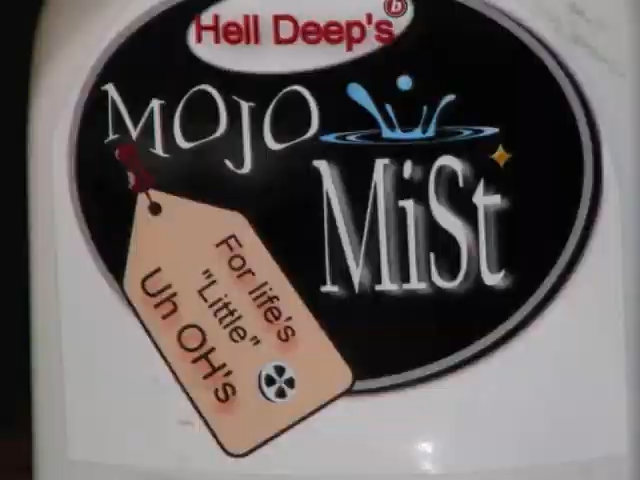 Hell Deep's
b
MOJO
MiSt
For life's
"Little"
Uh OH's